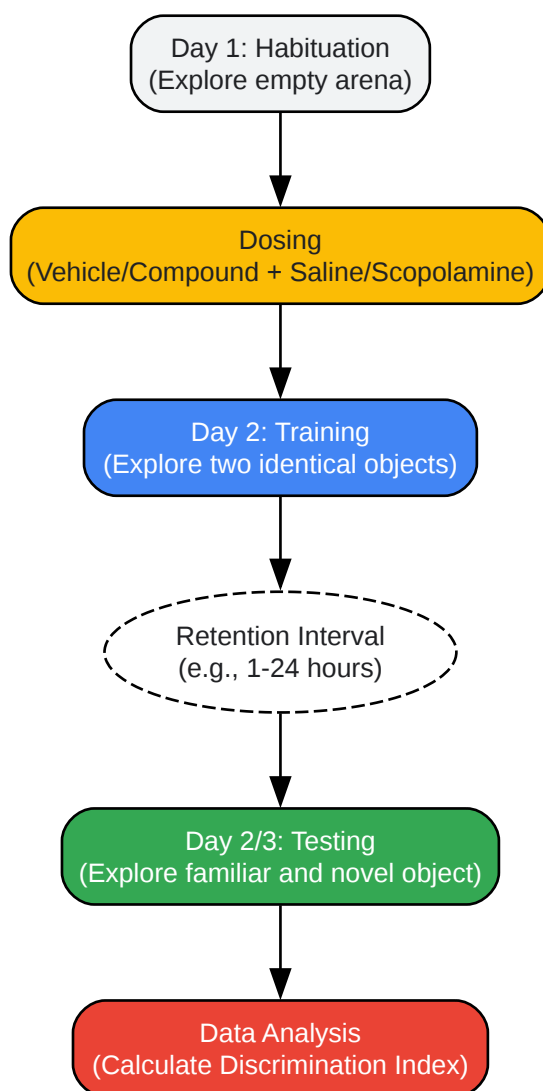 Day 1: Habituation
(Explore empty arena)
Dosing
(Vehicle/Compound + Saline/Scopolamine)
Day 2: Training
(Explore two identical objects)
Retention Interval
(e.g., 1-24 hours)
Day 2/3: Testing
(Explore familiar and novel object)
Data Analysis
(Calculate Discrimination Index)